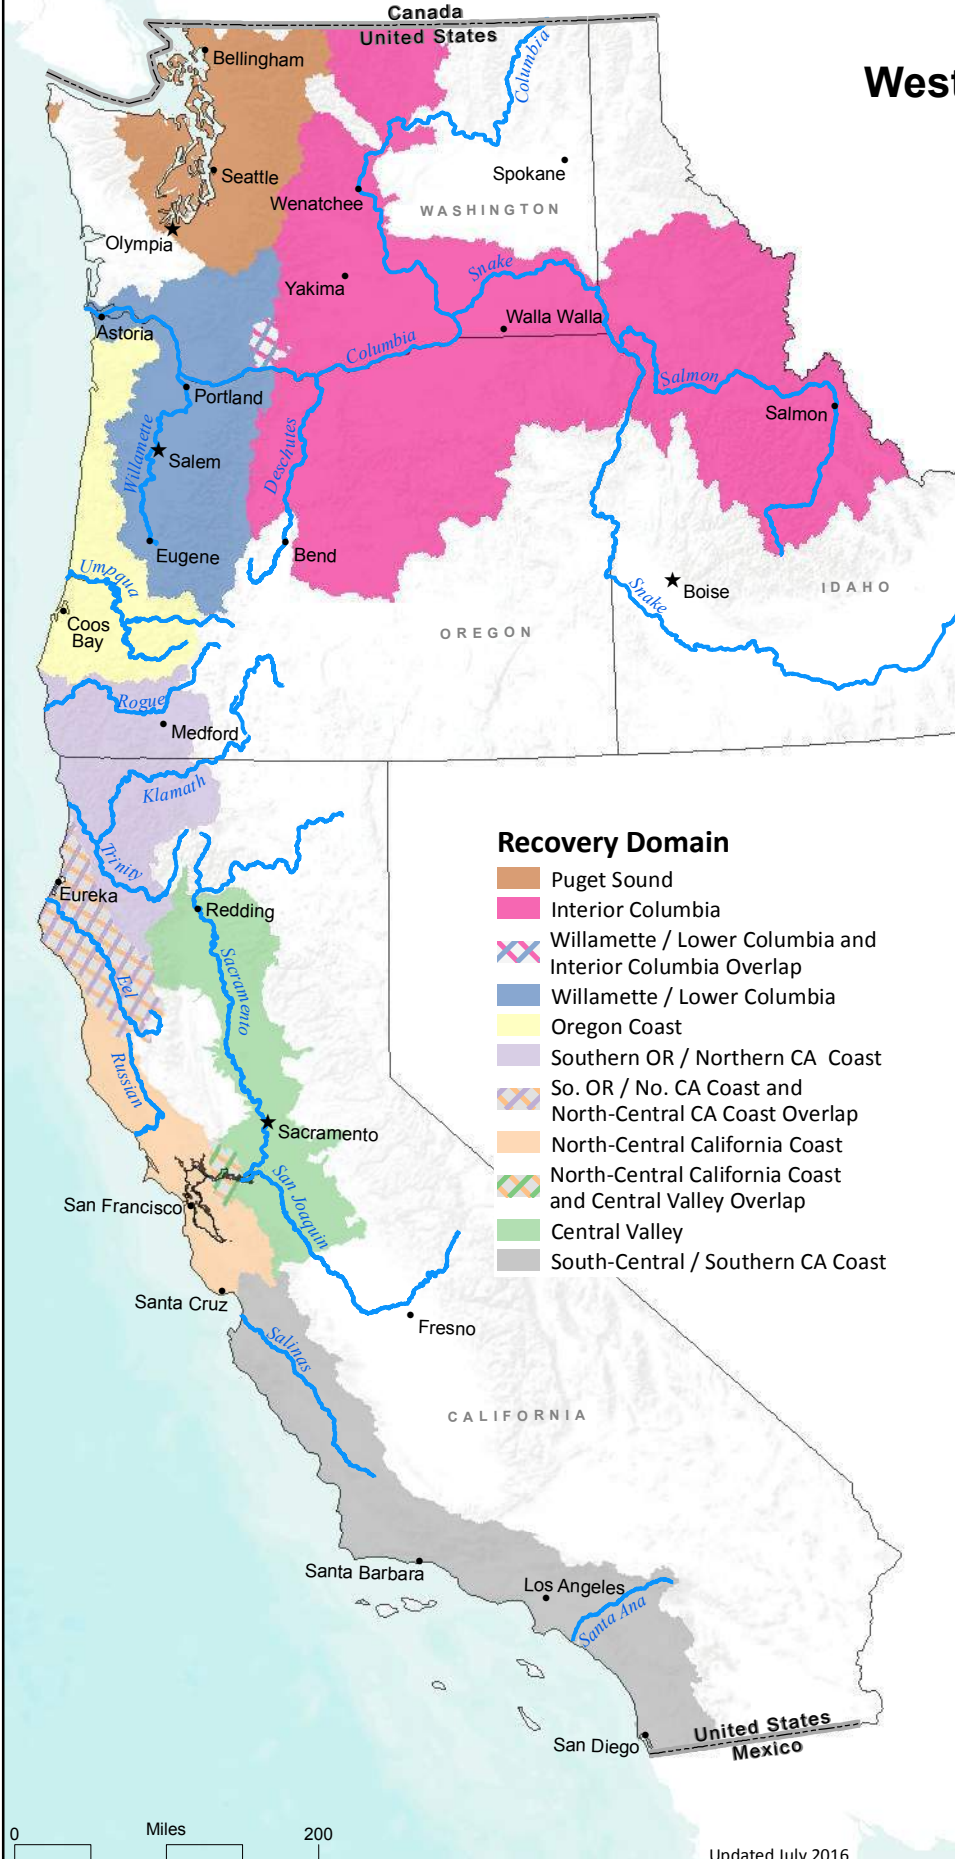 Canada
United States
West
Bellingham
Columbia
Spokane
Seattle
Wenatchee
WASHINGTON
Olympia
Snake
Yakima
Walla Walla
Astoria
Columbia
Salmon
Portland
Salmon
Willamette
Deschutes
Salem
Eugene
Bend
Umpqua
Snake
Boise
IDAHO
Coos
Bay
OREGON
Rogue
Medford
Klamath
Trinity
Eureka
Redding
Sacramento
Eel
Russian
Sacramento
San Joaquin
San Francisco
Santa Cruz
Fresno
Salinas
CALIFORNIA
Santa Barbara
Los Angeles
Santa Ana
San Diego
United States
Mexico
Recovery Domain
Puget Sound
Interior Columbia
Willamette / Lower Columbia and
Interior Columbia Overlap
Willamette / Lower Columbia
Oregon Coast
Southern OR / Northern CA Coast
So. OR / No. CA Coast and
North-Central CA Coast Overlap
North-Central California Coast
North-Central California Coast
and Central Valley Overlap
Central Valley
South-Central / Southern CA Coast
0 Miles 200
Updated July 2016